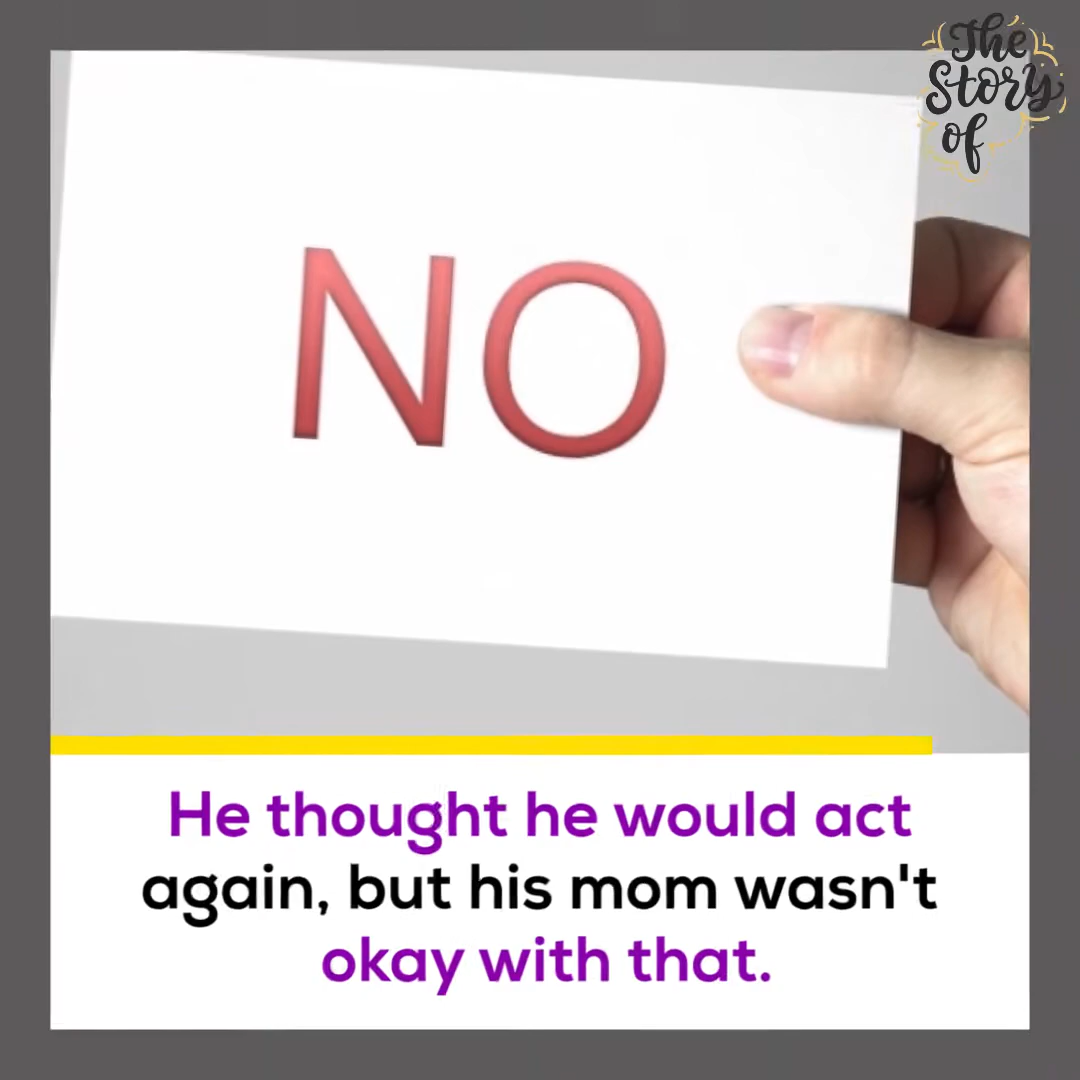 The
Story
of
NO
He thought he would act
again, but his mom wasn't
okay with that.